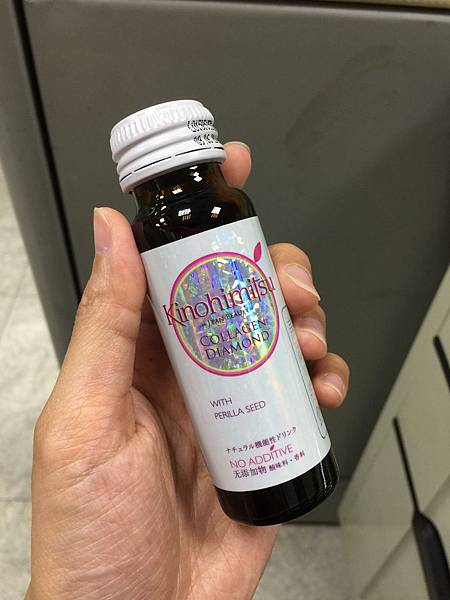 Kinohimitsu
COLLAGEN
DIAMOND
WITH
PERILLA SEED
ナチュラル機能性ドリンク
NO ADDITIVE
无添加物 酸味料・香料